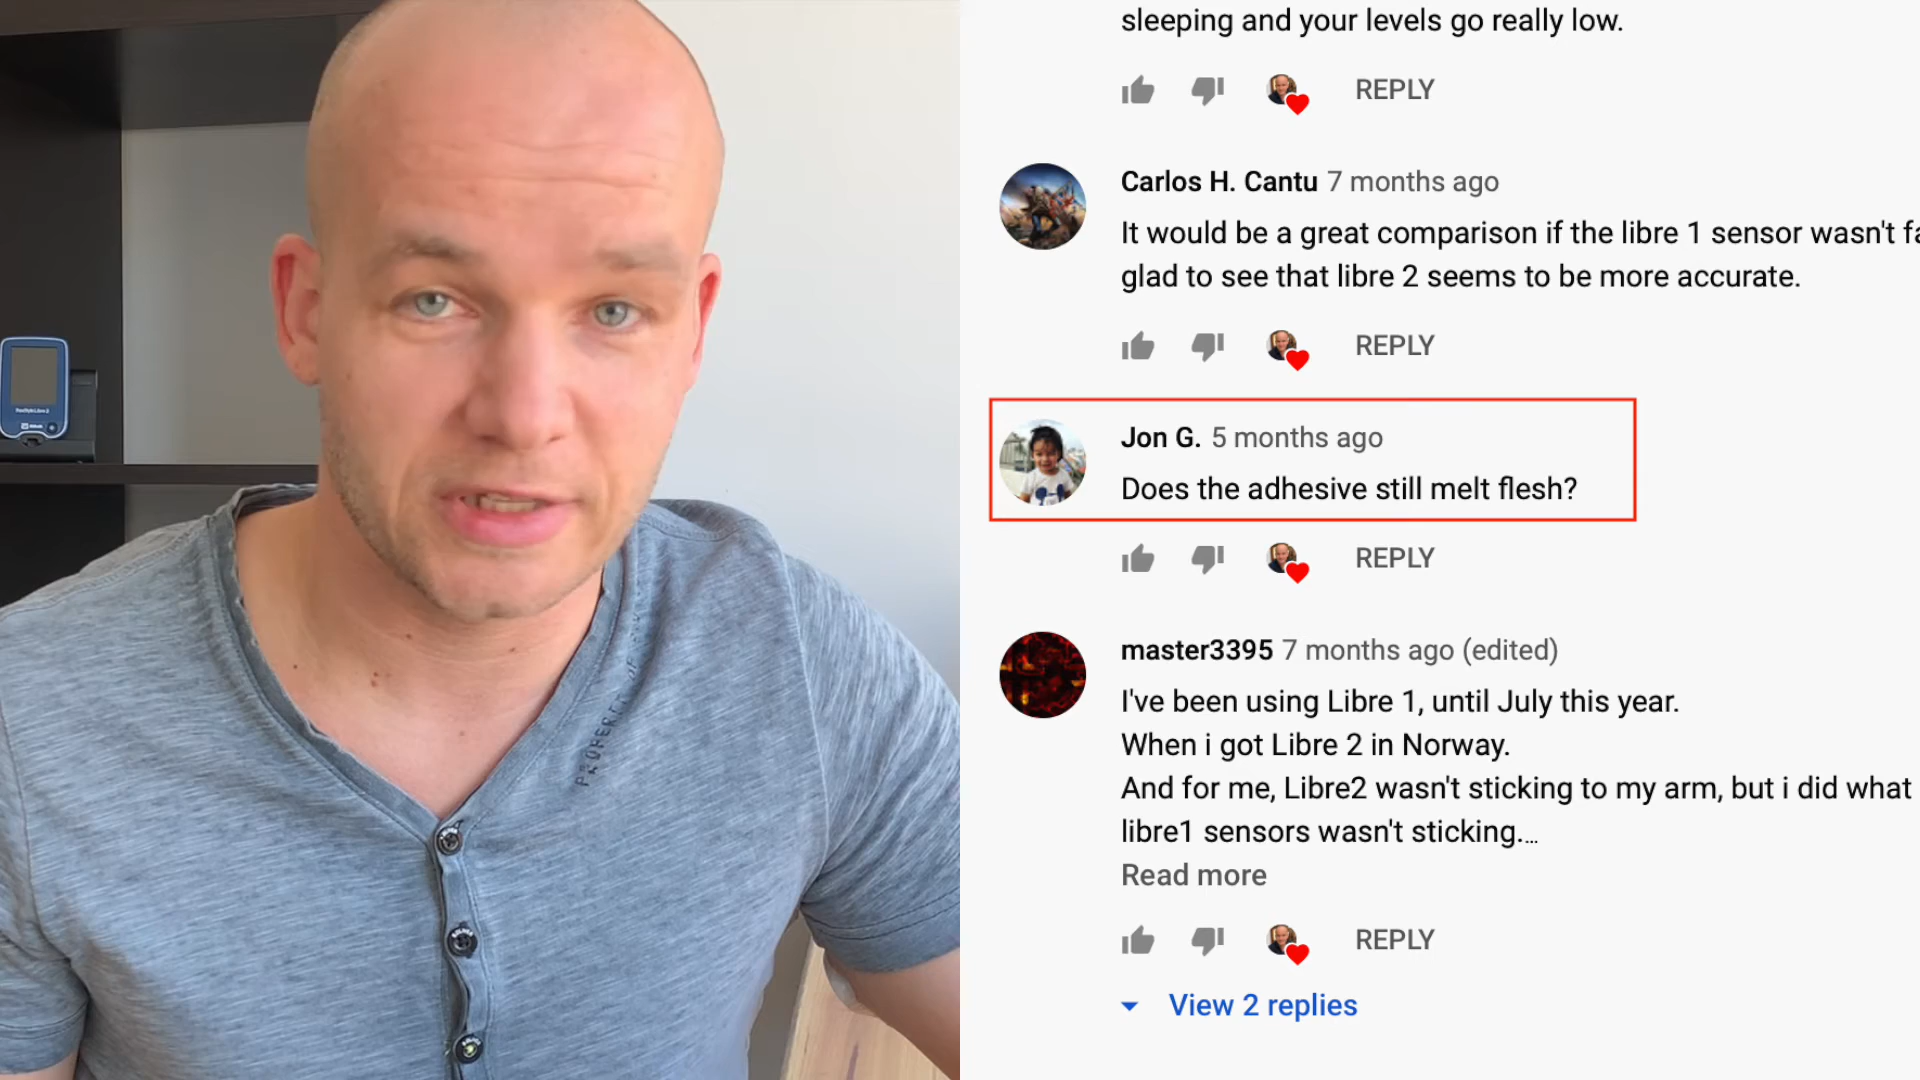 sleeping and your levels go really low.
REPLY
Carlos H. Cantu 7 months ago
It would be a great comparison if the libre 1 sensor wasn't fa
glad to see that libre 2 seems to be more accurate.
REPLY
Jon G. 5 months ago
Does the adhesive still melt flesh?
REPLY
master3395 7 months ago (edited)
I've been using Libre 1, until July this year.
When i got Libre 2 in Norway.
And for me, Libre2 wasn't sticking to my arm, but i did what
libre1 sensors wasn't sticking....
Read more
REPLY
View 2 replies